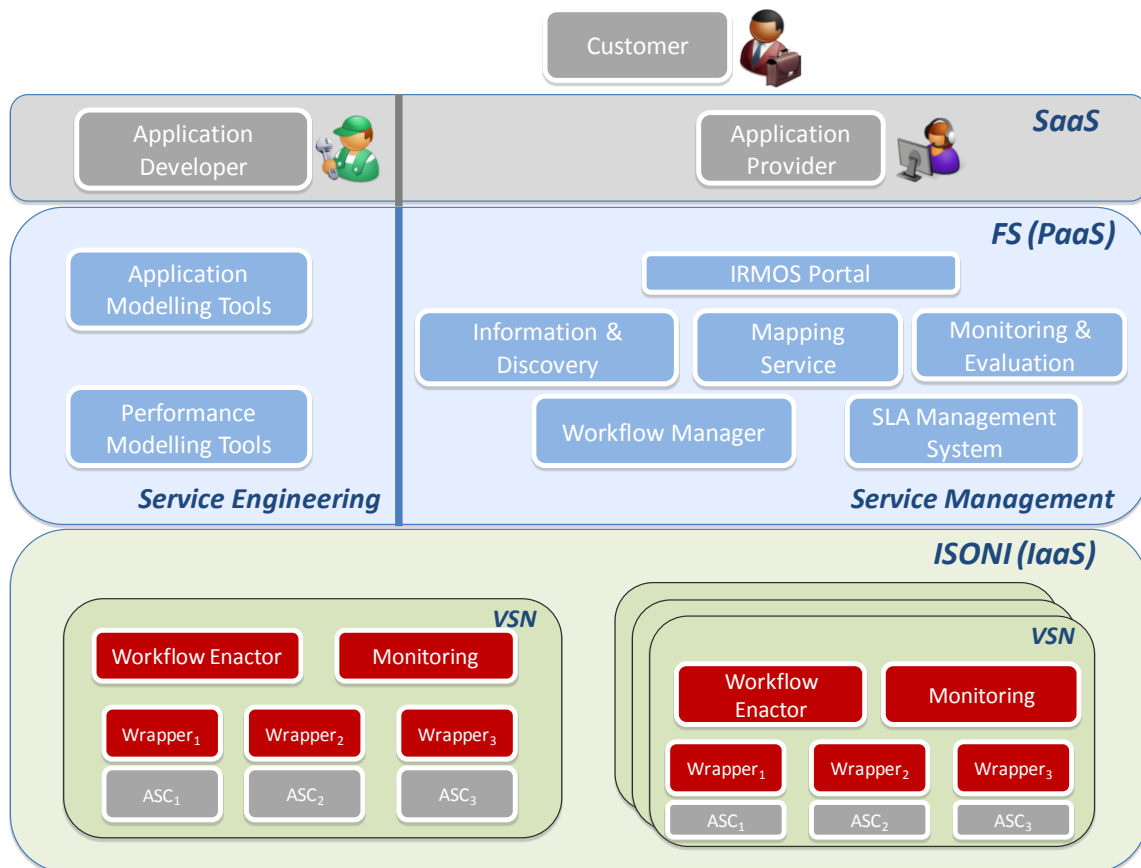 Customer
SaaS
Application
Developer
Application
Provider
FS (PaaS)
Application
Modelling Tools
Performance
Modelling Tools
Service Engineering
IRMOS Portal
Information &
Discovery
Mapping
Service
Monitoring &
Evaluation
Workflow Manager
SLA Management
System
Service Management
ISONI (IaaS)
VSN
Workflow Enactor
Monitoring
Wrapper₁
Wrapper₂
Wrapper₃
ASC₁
ASC₂
ASC₃
VSN
Workflow
Enactor
Monitoring
Wrapper₁
Wrapper₂
Wrapper₃
ASC₁
ASC₂
ASC₃